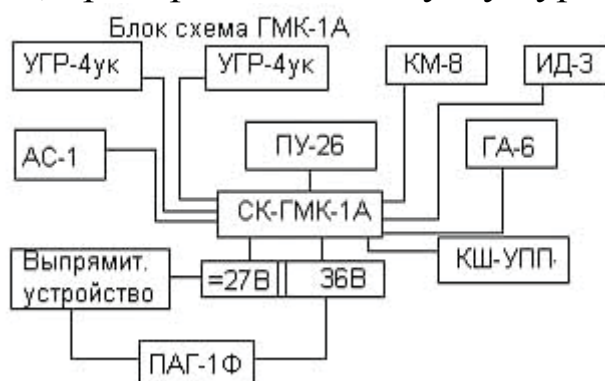 Блок схема ГМК-1А
УГР-4ук
УГР-4ук
КМ-8
ИД-3
АС-1
ПУ-26
ГА-6
СК-ГМК-1А
КШ-УПП
Выпрямит.
устройство
=27В
36В
ПАГ-1Ф